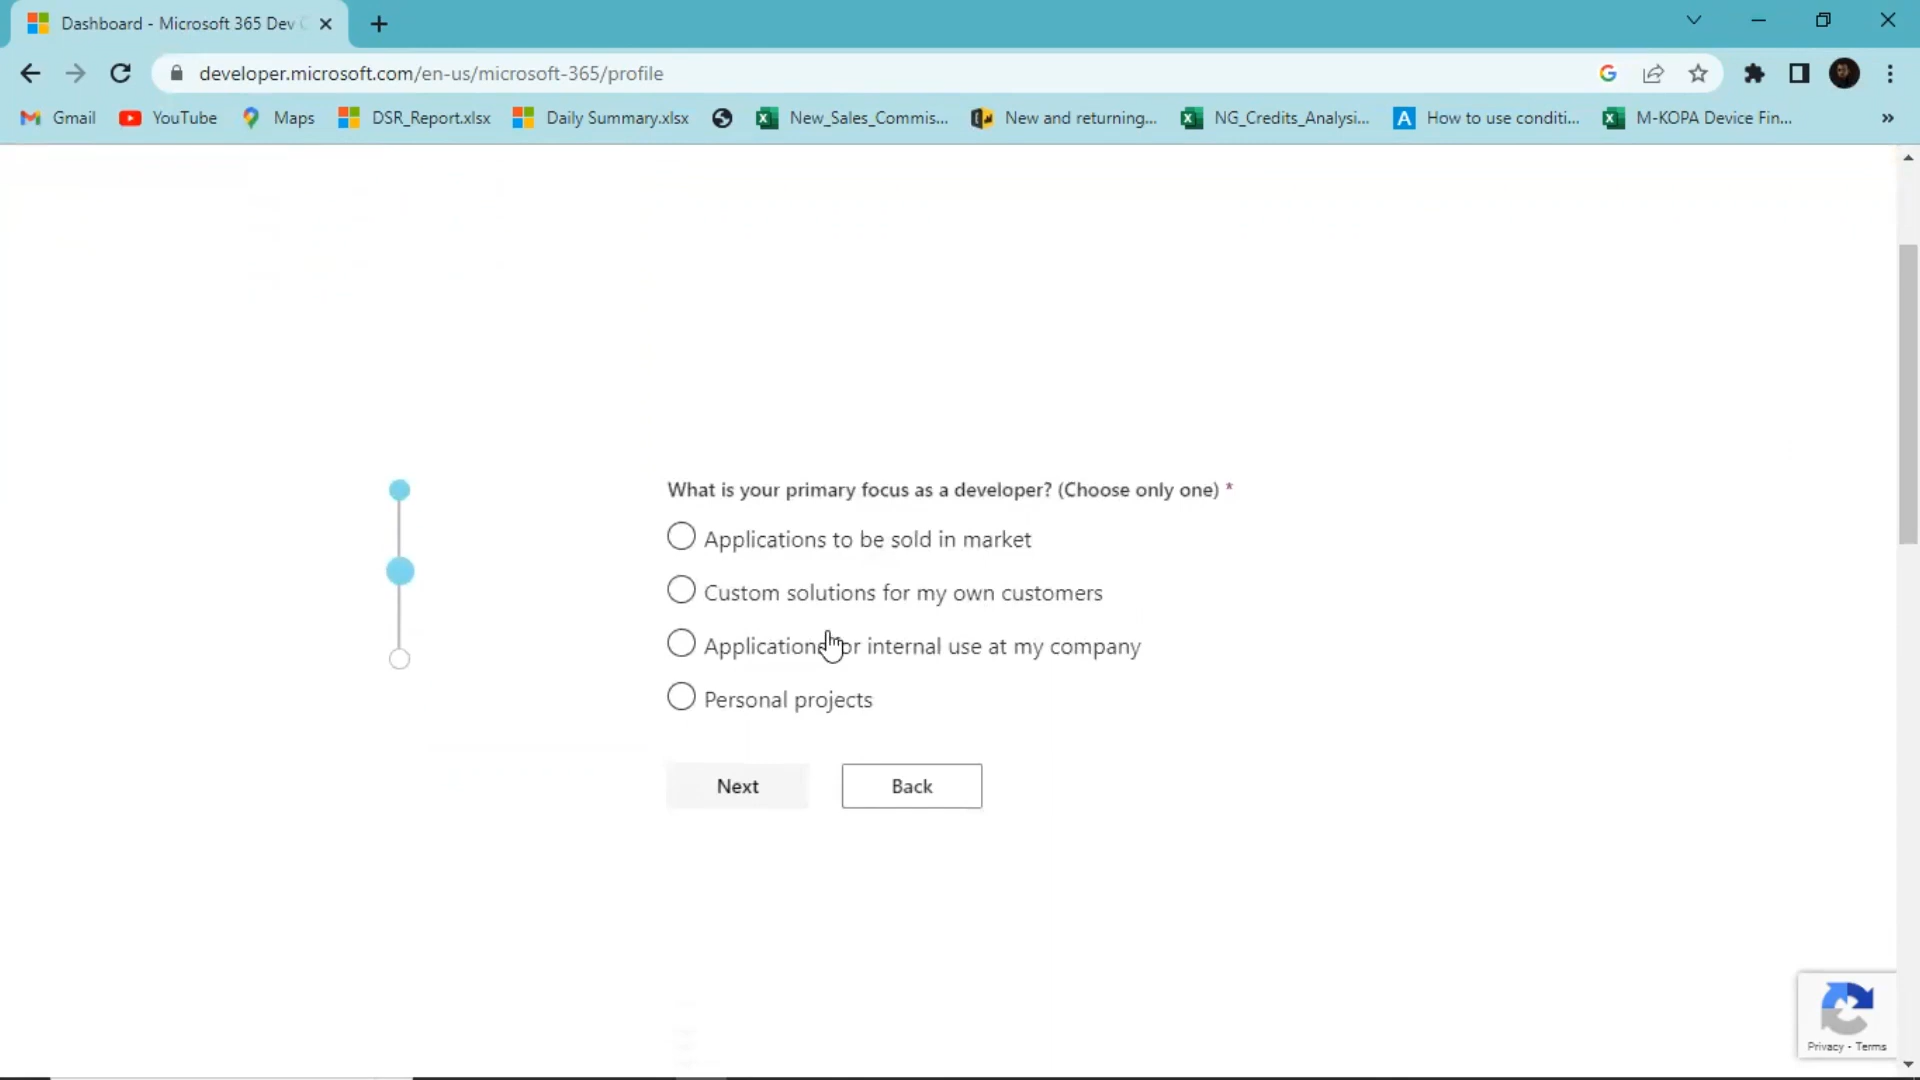 Dashboard - Microsoft 365 Dev
developer.microsoft.com/en-us/microsoft-365/profile
Gmail YouTube Maps DSR_Report.xlsx Daily Summary.xlsx New_Sales_Commis... New and returning... NG_Credits_Analysi... A How to use conditi... M-KOPA Device Fin... »
What is your primary focus as a developer? (Choose only one) *
Applications to be sold in market
Custom solutions for my own customers
Application or internal use at my company
Personal projects
Next Back
Privacy - Terms